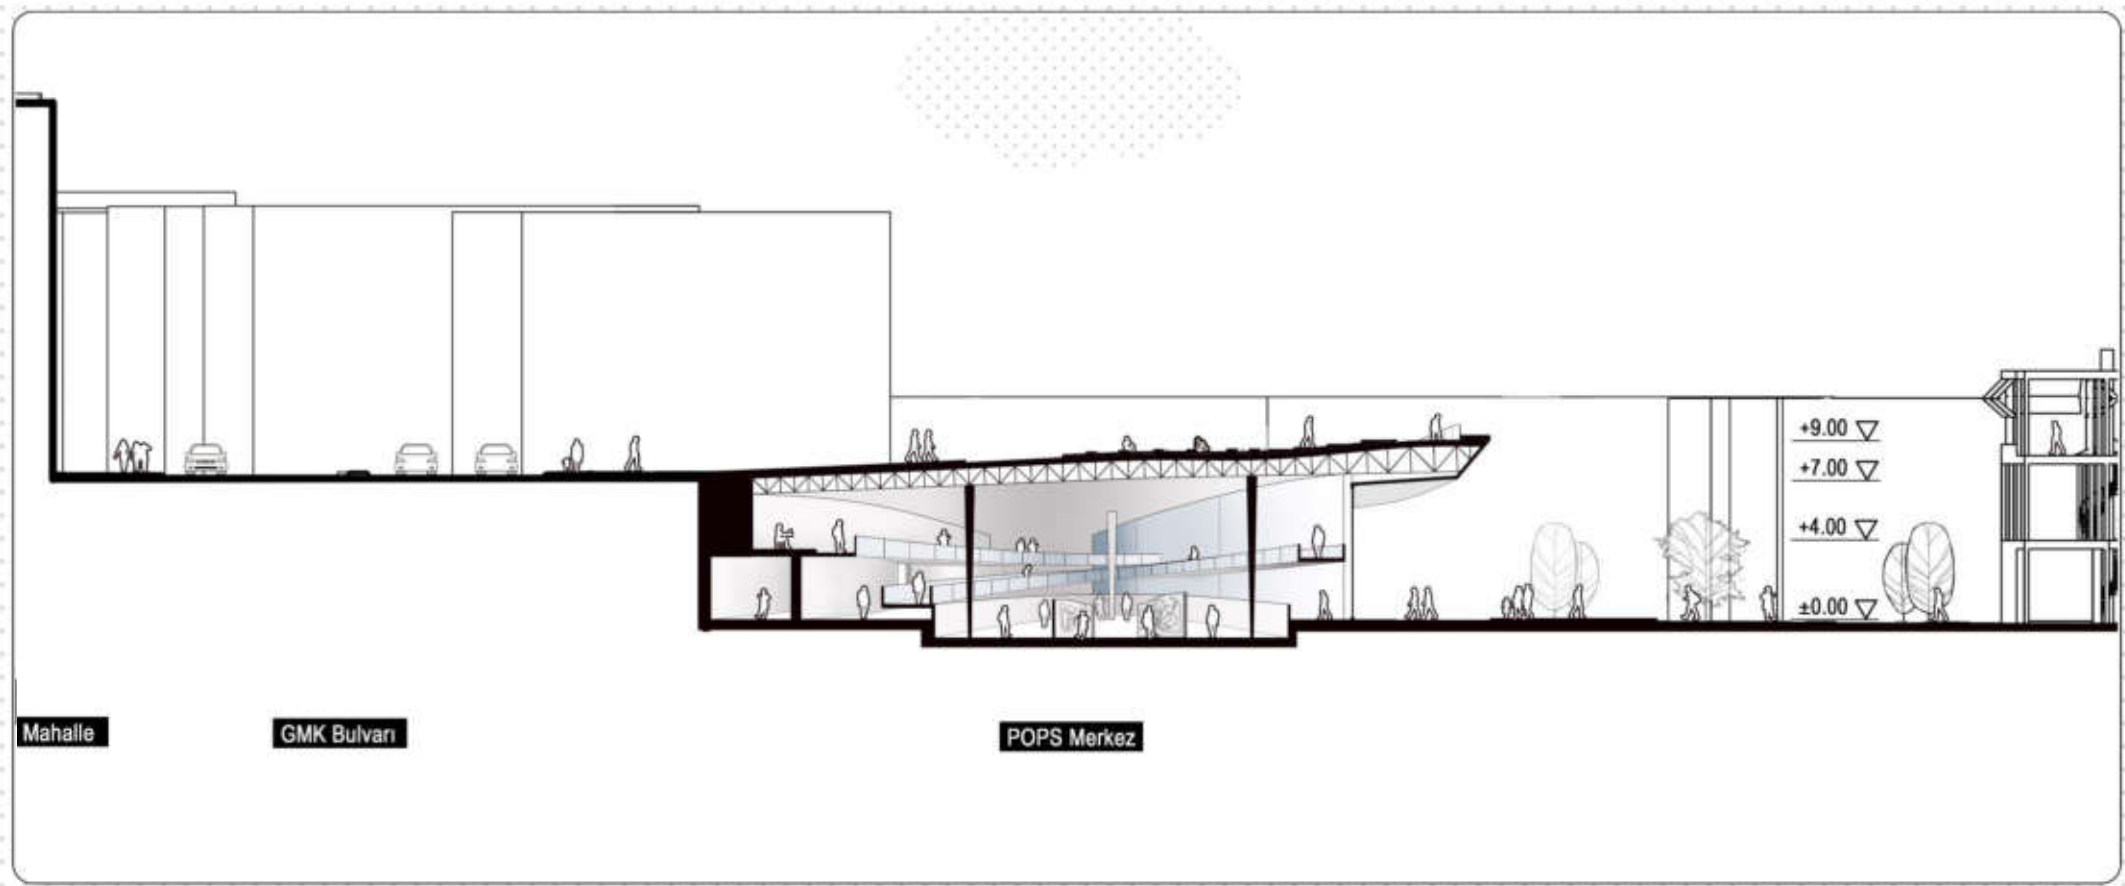 +9.00
+7.00
+4.00
±0.00
Mahalle
GMK Bulvarı
POPS Merkez